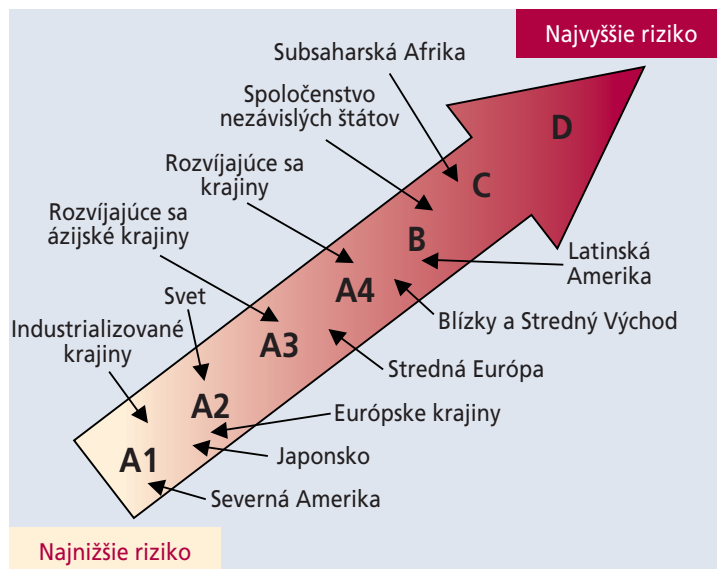 Najvyššie riziko
Subsaharská Afrika
Spoločenstvo
nezávislých štátov
D
Rozvíjajúce sa
krajiny
C
Rozvíjajúce sa
ázijské krajiny
B
Latinská
Amerika
Svet
A4
Blízky a Stredný Východ
Industrializované
krajiny
A3
Stredná Európa
A2
Európske krajiny
A1
Japonsko
Severná Amerika
Najnižšie riziko